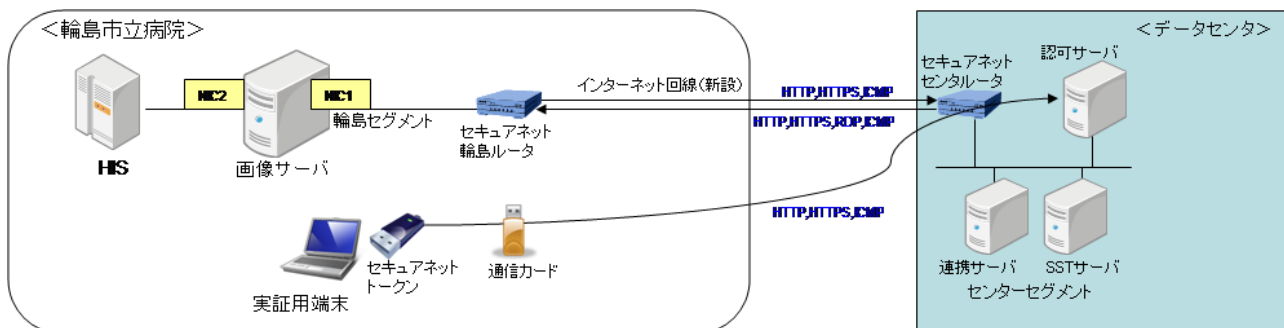 ＜輪島市立病院＞
HIS
NIC2
NIC1
画像サーバ
輪島セグメント
セキュアネット
輪島ルータ
インターネット回線（新設）
HTTP,HTTPS,ICMP
HTTP,HTTPS,RDP,ICMP
HTTP,HTTPS,ICMP
実証用端末
セキュアネット
トークン
通信カード
＜データセンタ＞
セキュアネット
センタルータ
認可サーバ
連携サーバ
SSTサーバ
センターセグメント